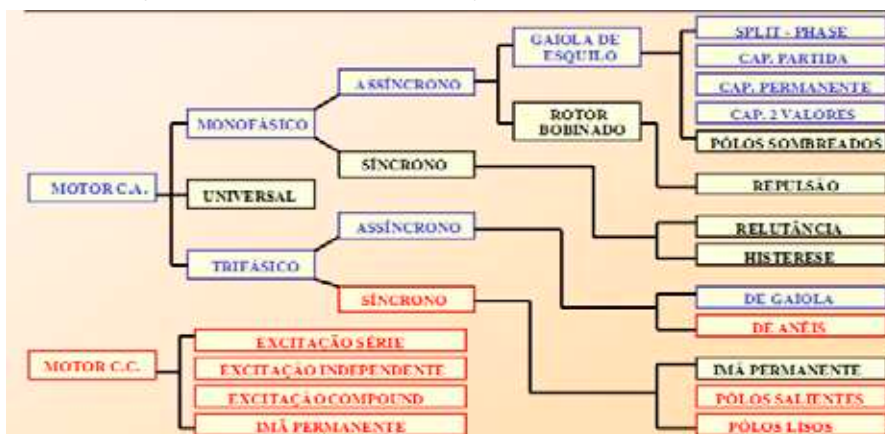 SPLIT - PHASE
GAIOLA DE
ESQUILO
CAP. PARTIDA
ASSÍNCRONO
CAP. PERMANENTE
CAP. 2 VALORES
MONOFÁSICO
ROTOR
BOBINADO
PÓLOS SOMBREADOS
SÍNCRONO
MOTOR C.A.
UNIVERSAL
REPULSÃO
ASSÍNCRONO
RELUTÂNCIA
HISTERESE
TRIFÁSICO
SÍNCRONO
DE GAIOLA
DE ANÉIS
EXCITAÇÃO SÉRIE
MOTOR C.C.
EXCITAÇÃO INDEPENDENTE
IMÃ PERMANENTE
EXCITAÇÃO COMPOUND
PÓLOS SALIENTES
IMÃ PERMANENTE
PÓLOS LISOS